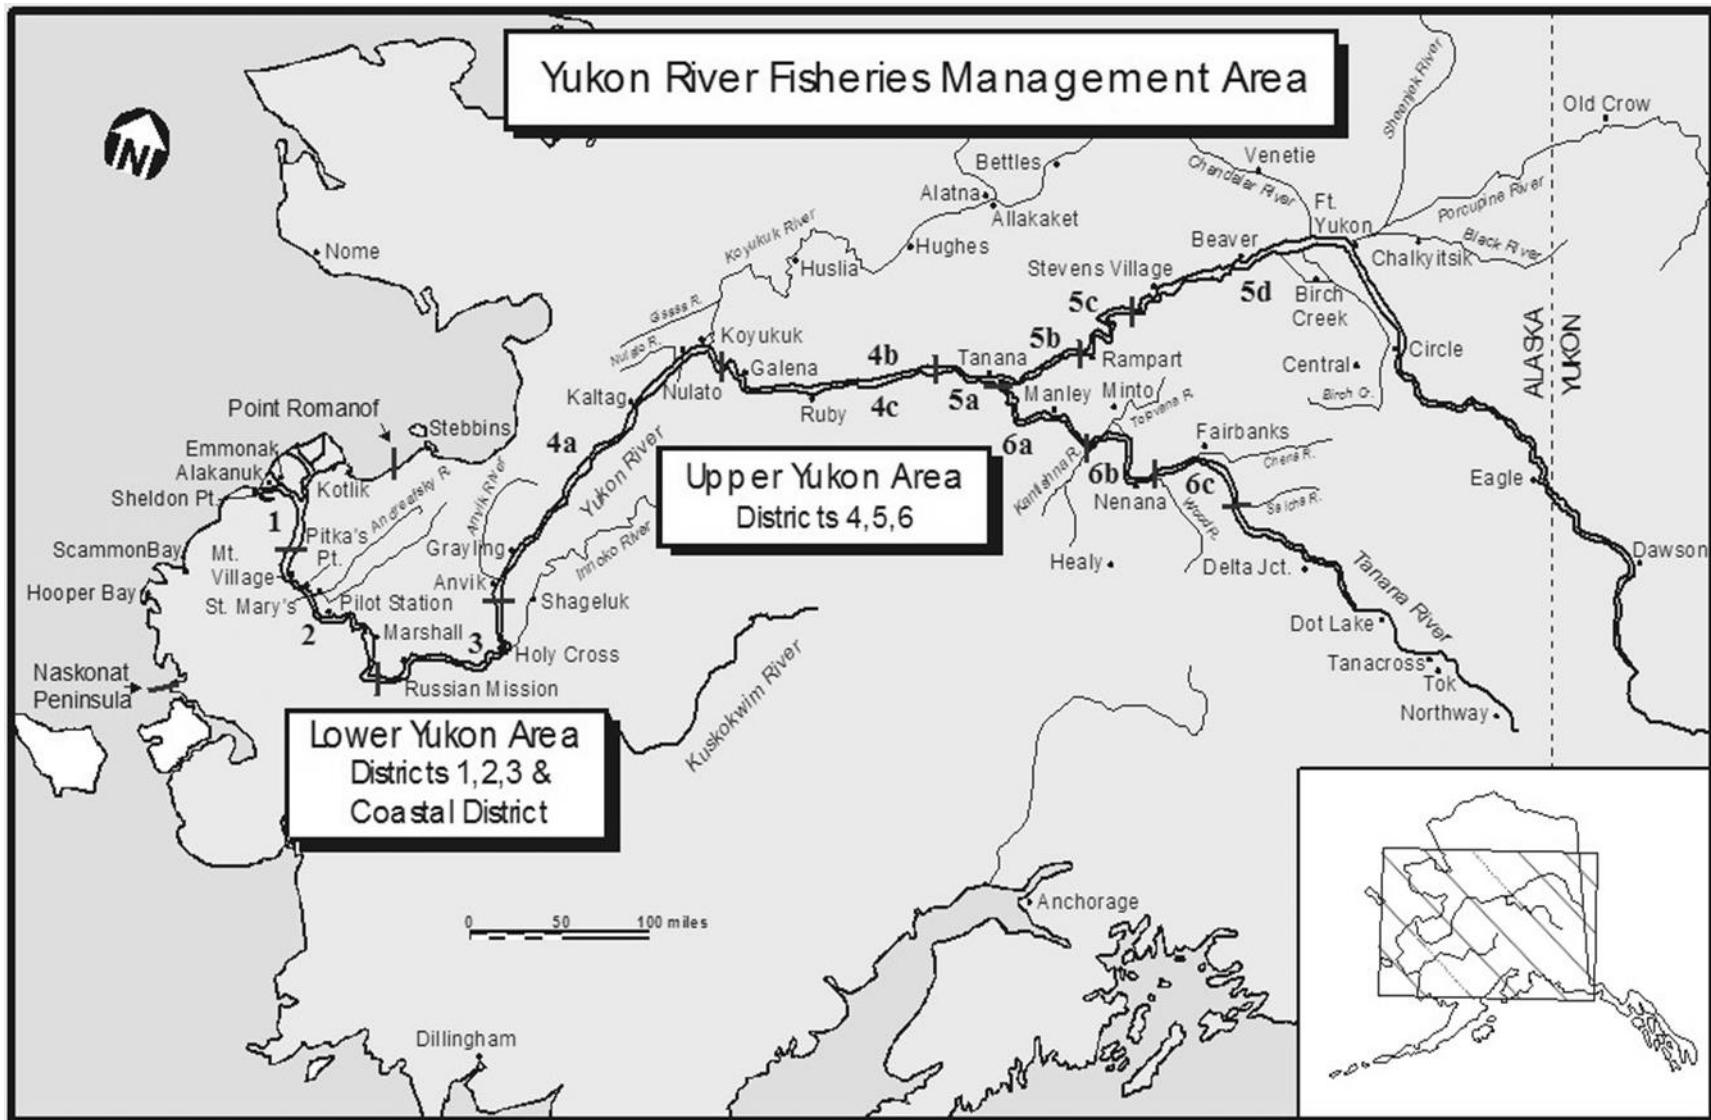 Yukon River Fisheries Management Area
N
Sheenjek River
Old Crow
Bettles
Venetie
Chandalar River
Alatna
Allakaket
Ft.
Yukon
Porcupine River
Koyukuk River
Hughes
Beaver
Black River
Nome
Huslia
Stevens Village
Chalkyitsik
5c
5d
Birch
Creek
Gisasa R.
Nulato R.
Koyukuk
5b
ALASKA
YUKON
4b
Tanana
Rampart
Circle
Galena
Central
Nulato
Manley
Minto
Birch Cr.
Kaltag
Ruby
4c
5a
Tolovana R.
Point Romanof
Stebbins
4a
6a
Fairbanks
Emmonak
Alakanuk
Kotlik
Sheldon Pt.
Andreafsky R.
Anvik River
Yukon River
Upper Yukon Area
Districts 4,5,6
Kantishna R.
6b
Nenana
6c
Chena R.
Salcha R.
Wood R.
Eagle
1
Pitka's
Pt.
Scammon Bay
Mt.
Village
Grayling
Innoko River
Healy
Delta Jct.
Tanana River
Dawson
Hooper Bay
St. Mary's
Pilot Station
Anvik
Shageluk
2
Marshall
3
Holy Cross
Dot Lake
Naskonat
Peninsula
Russian Mission
Kuskokwim River
Tanacross
Tok
Northway
Lower Yukon Area
Districts 1,2,3 &
Coastal District
Anchorage
0 50 100 miles
Dillingham